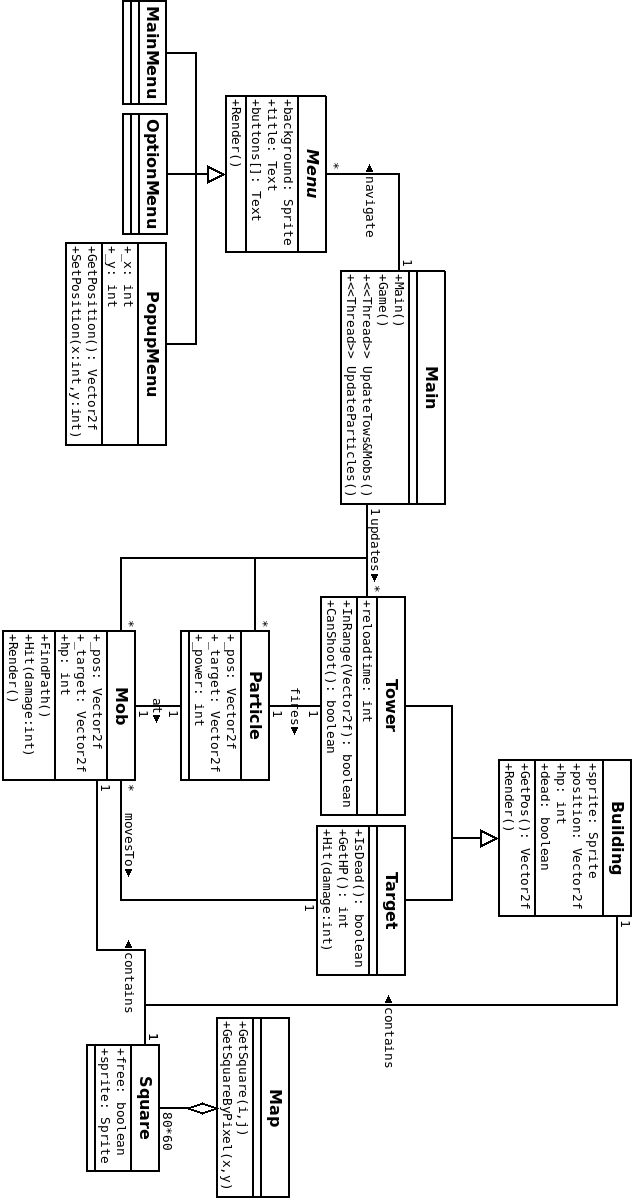 Building
+sprite: Sprite
+position: Vector2f
+hp: int
+dead: boolean
+GetPos(): Vector2f
+Render()
1
Main
+Main()
+Game()
+<<Thread>> UpdateTows&Mobs()
+<<Thread>> UpdateParticles()
1
navigate
*
Menu
+background: Sprite
+title: Text
+buttons[]: Text
+Render()
MainMenu
OptionMenu
PopupMenu
+_x: int
+_y: int
+GetPosition(): Vector2f
+SetPosition(x:int,y:int)
1
updates
*
*
*
Tower
+reloadtime: int
+InRange(Vector2f): boolean
+CanShoot(): boolean
1
fires
1
Target
+IsDead(): boolean
+GetHP(): int
+Hit(damage:int)
1
Particle
+_pos: Vector2f
+_target: Vector2f
+_power: int
1
at
1
Mob
+_pos: Vector2f
+_target: Vector2f
+hp: int
+FindPath()
+Hit(damage:int)
+Render()
*
movesTo
1
contains
contains
1
Map
+GetSquare(i,j)
+GetSquareByPixel(x,y)
80*60
Square
+free: boolean
+sprite: Sprite